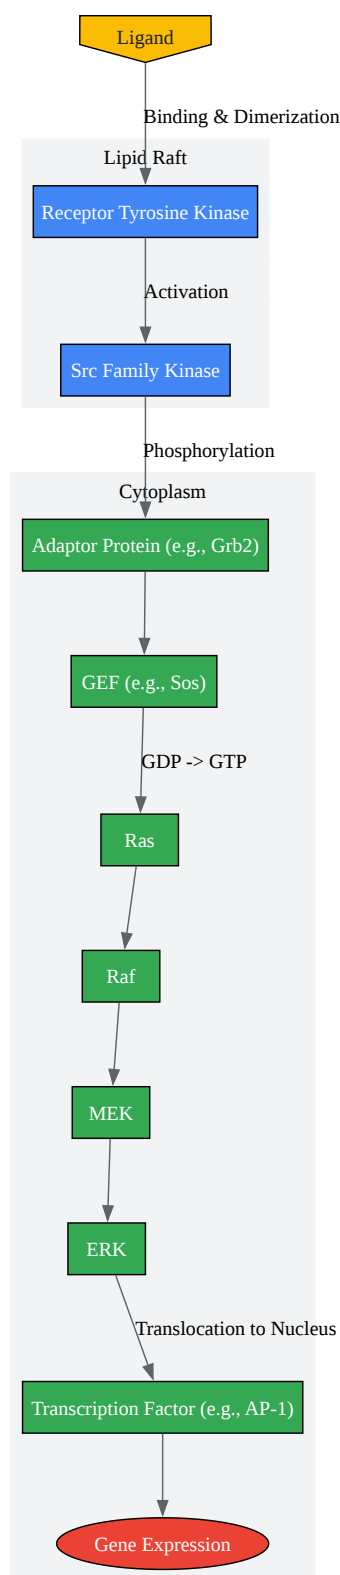 Ligand
Binding & Dimerization
Lipid Raft
Receptor Tyrosine Kinase
Activation
Src Family Kinase
Phosphorylation
Cytoplasm
Adaptor Protein (e.g., Grb2)
GEF (e.g., Sos)
GDP -> GTP
Ras
Raf
MEK
ERK
Translocation to Nucleus
Transcription Factor (e.g., AP-1)
Gene Expression